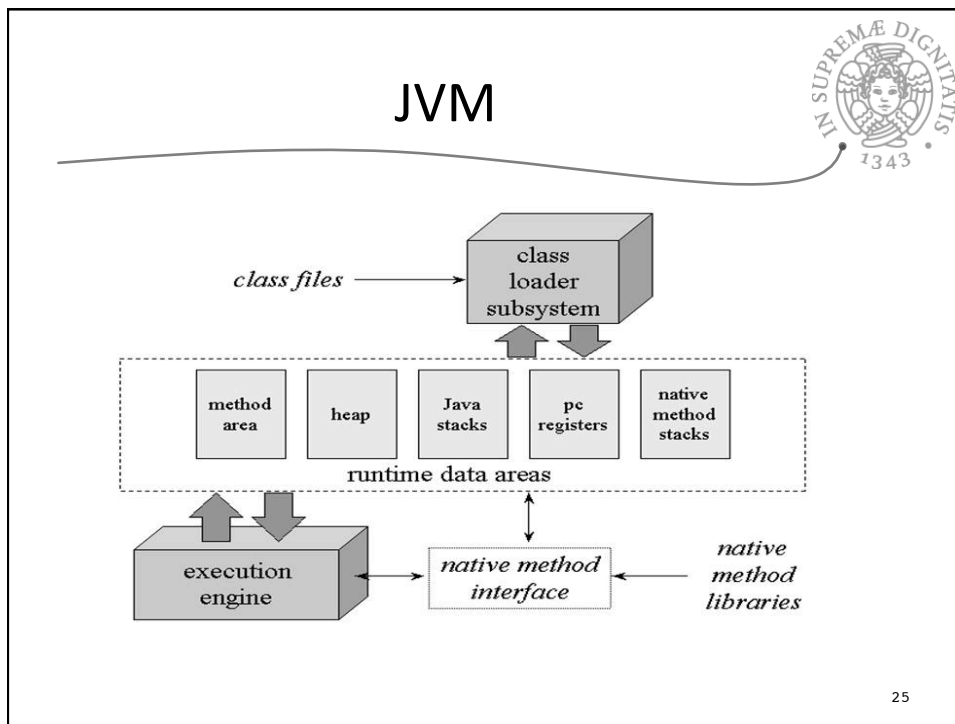 JVM
IN SUPREMÆ DIGNITATIS
• 1343 •
class files
class
loader
subsystem
method
area
heap
Java
stacks
pc
registers
native
method
stacks
runtime data areas
execution
engine
native method
interface
native
method
libraries
25